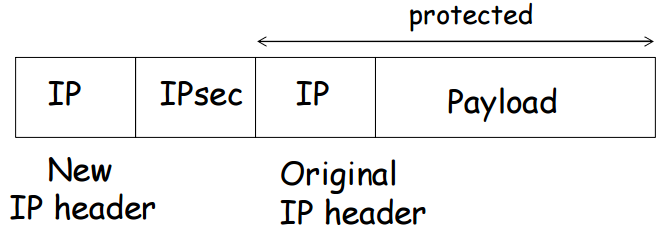 protected
IP IPsec IP Payload
New Original
IP header IP header